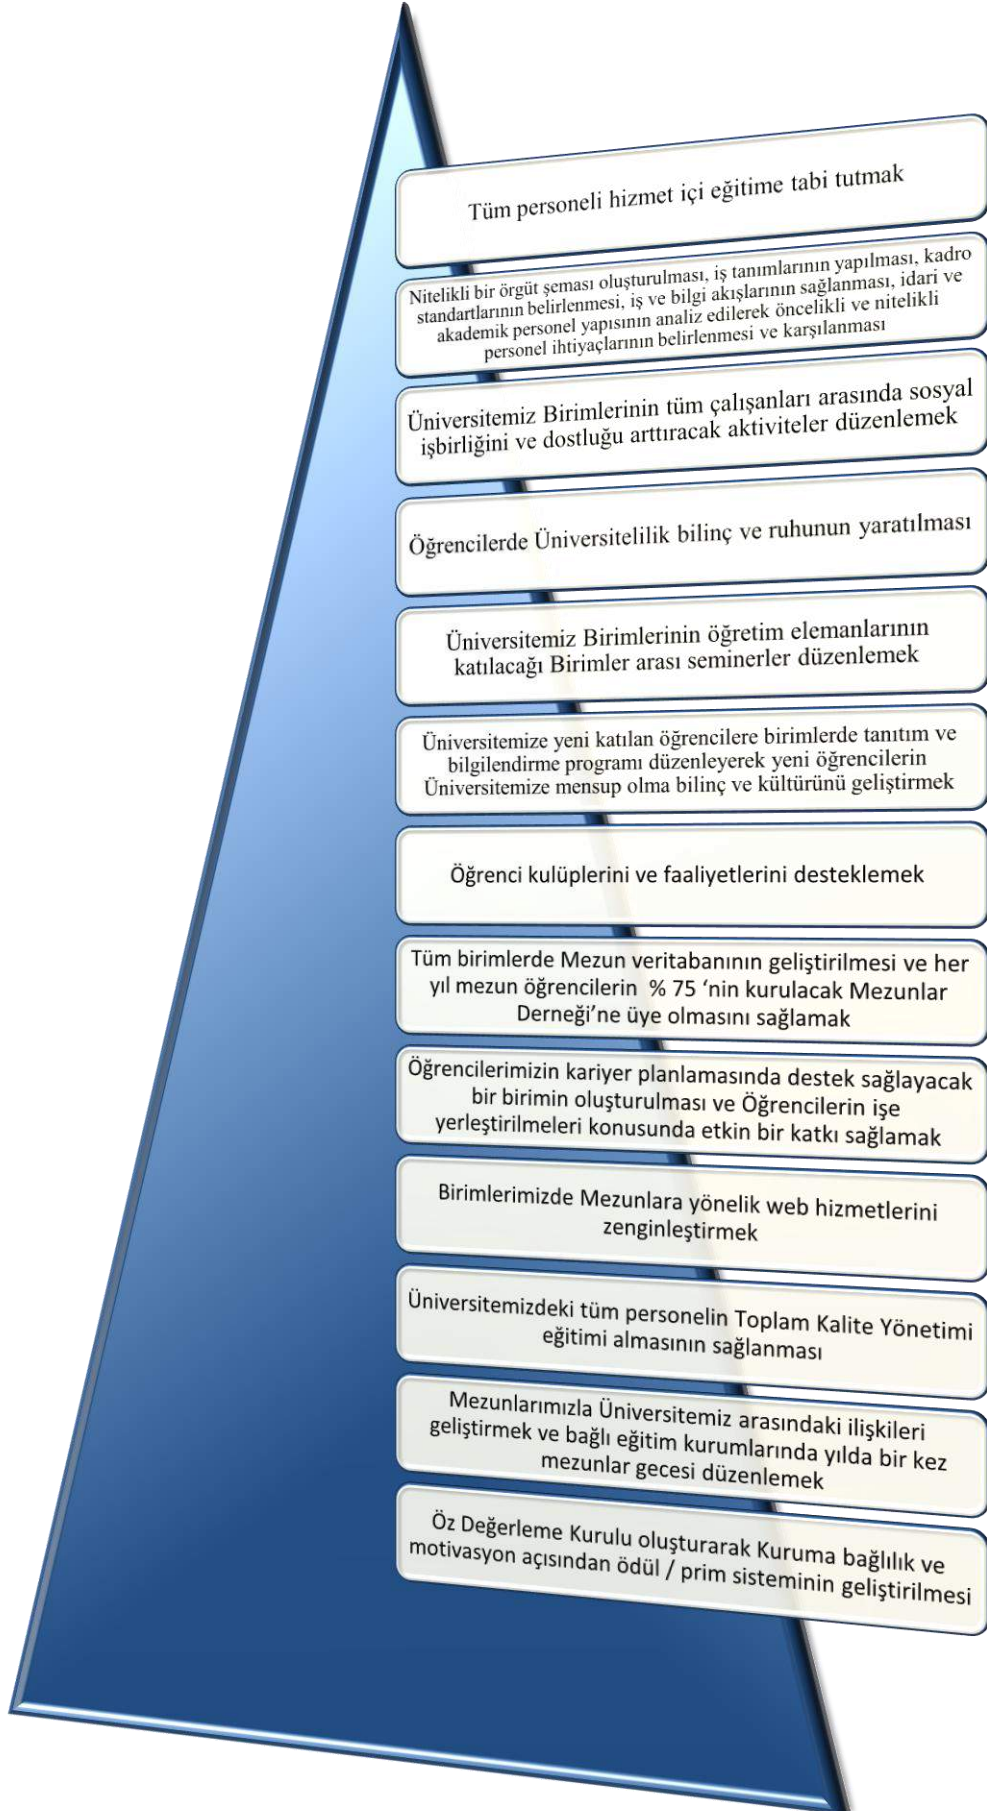 Tüm personeli hizmet içi eğitime tabi tutmak
Nitelikli bir örgüt şeması oluşturulması, iş tanımlarının yapılması, kadro
standartlarının belirlenmesi, iş ve bilgi akışlarının sağlanması, idari ve
akademik personel yapısının analiz edilerek öncelikli ve nitelikli
personel ihtiyaçlarının belirlenmesi ve karşılanması
Üniversitemiz Birimlerinin tüm çalışanları arasında sosyal
işbirliğini ve dostluğu arttıracak aktiviteler düzenlemek
Öğrencilerde Üniversitelilik bilinç ve ruhunun yaratılması
Üniversitemiz Birimlerinin öğretim elemanlarının
katılacağı Birimler arası seminerler düzenlemek
Üniversitemize yeni katılan öğrencilere birimlerde tanıtım ve
bilgilendirme programı düzenleyerek yeni öğrencilerin
Üniversitemize mensup olma bilinç ve kültürünü geliştirmek
Öğrenci kulüplerini ve faaliyetlerini desteklemek
Tüm birimlerde Mezun veritabanının geliştirilmesi ve her
yıl mezun öğrencilerin  % 75 ‘nin kurulacak Mezunlar
Derneği’ne üye olmasını sağlamak
Öğrencilerimizin kariyer planlamasında destek sağlayacak
bir birimin oluşturulması ve Öğrencilerin işe
yerleştirilmeleri konusunda etkin bir katkı sağlamak
Birimlerimizde Mezunlara yönelik web hizmetlerini
zenginleştirmek
Üniversitemizdeki tüm personelin Toplam Kalite Yönetimi
eğitimi almasının sağlanması
Mezunlarımızla Üniversitemiz arasındaki ilişkileri
geliştirmek ve bağlı eğitim kurumlarında yılda bir kez
mezunlar gecesi düzenlemek
Öz Değerleme Kurulu oluşturarak Kuruma bağlılık ve
motivasyon açısından ödül / prim sisteminin geliştirilmesi